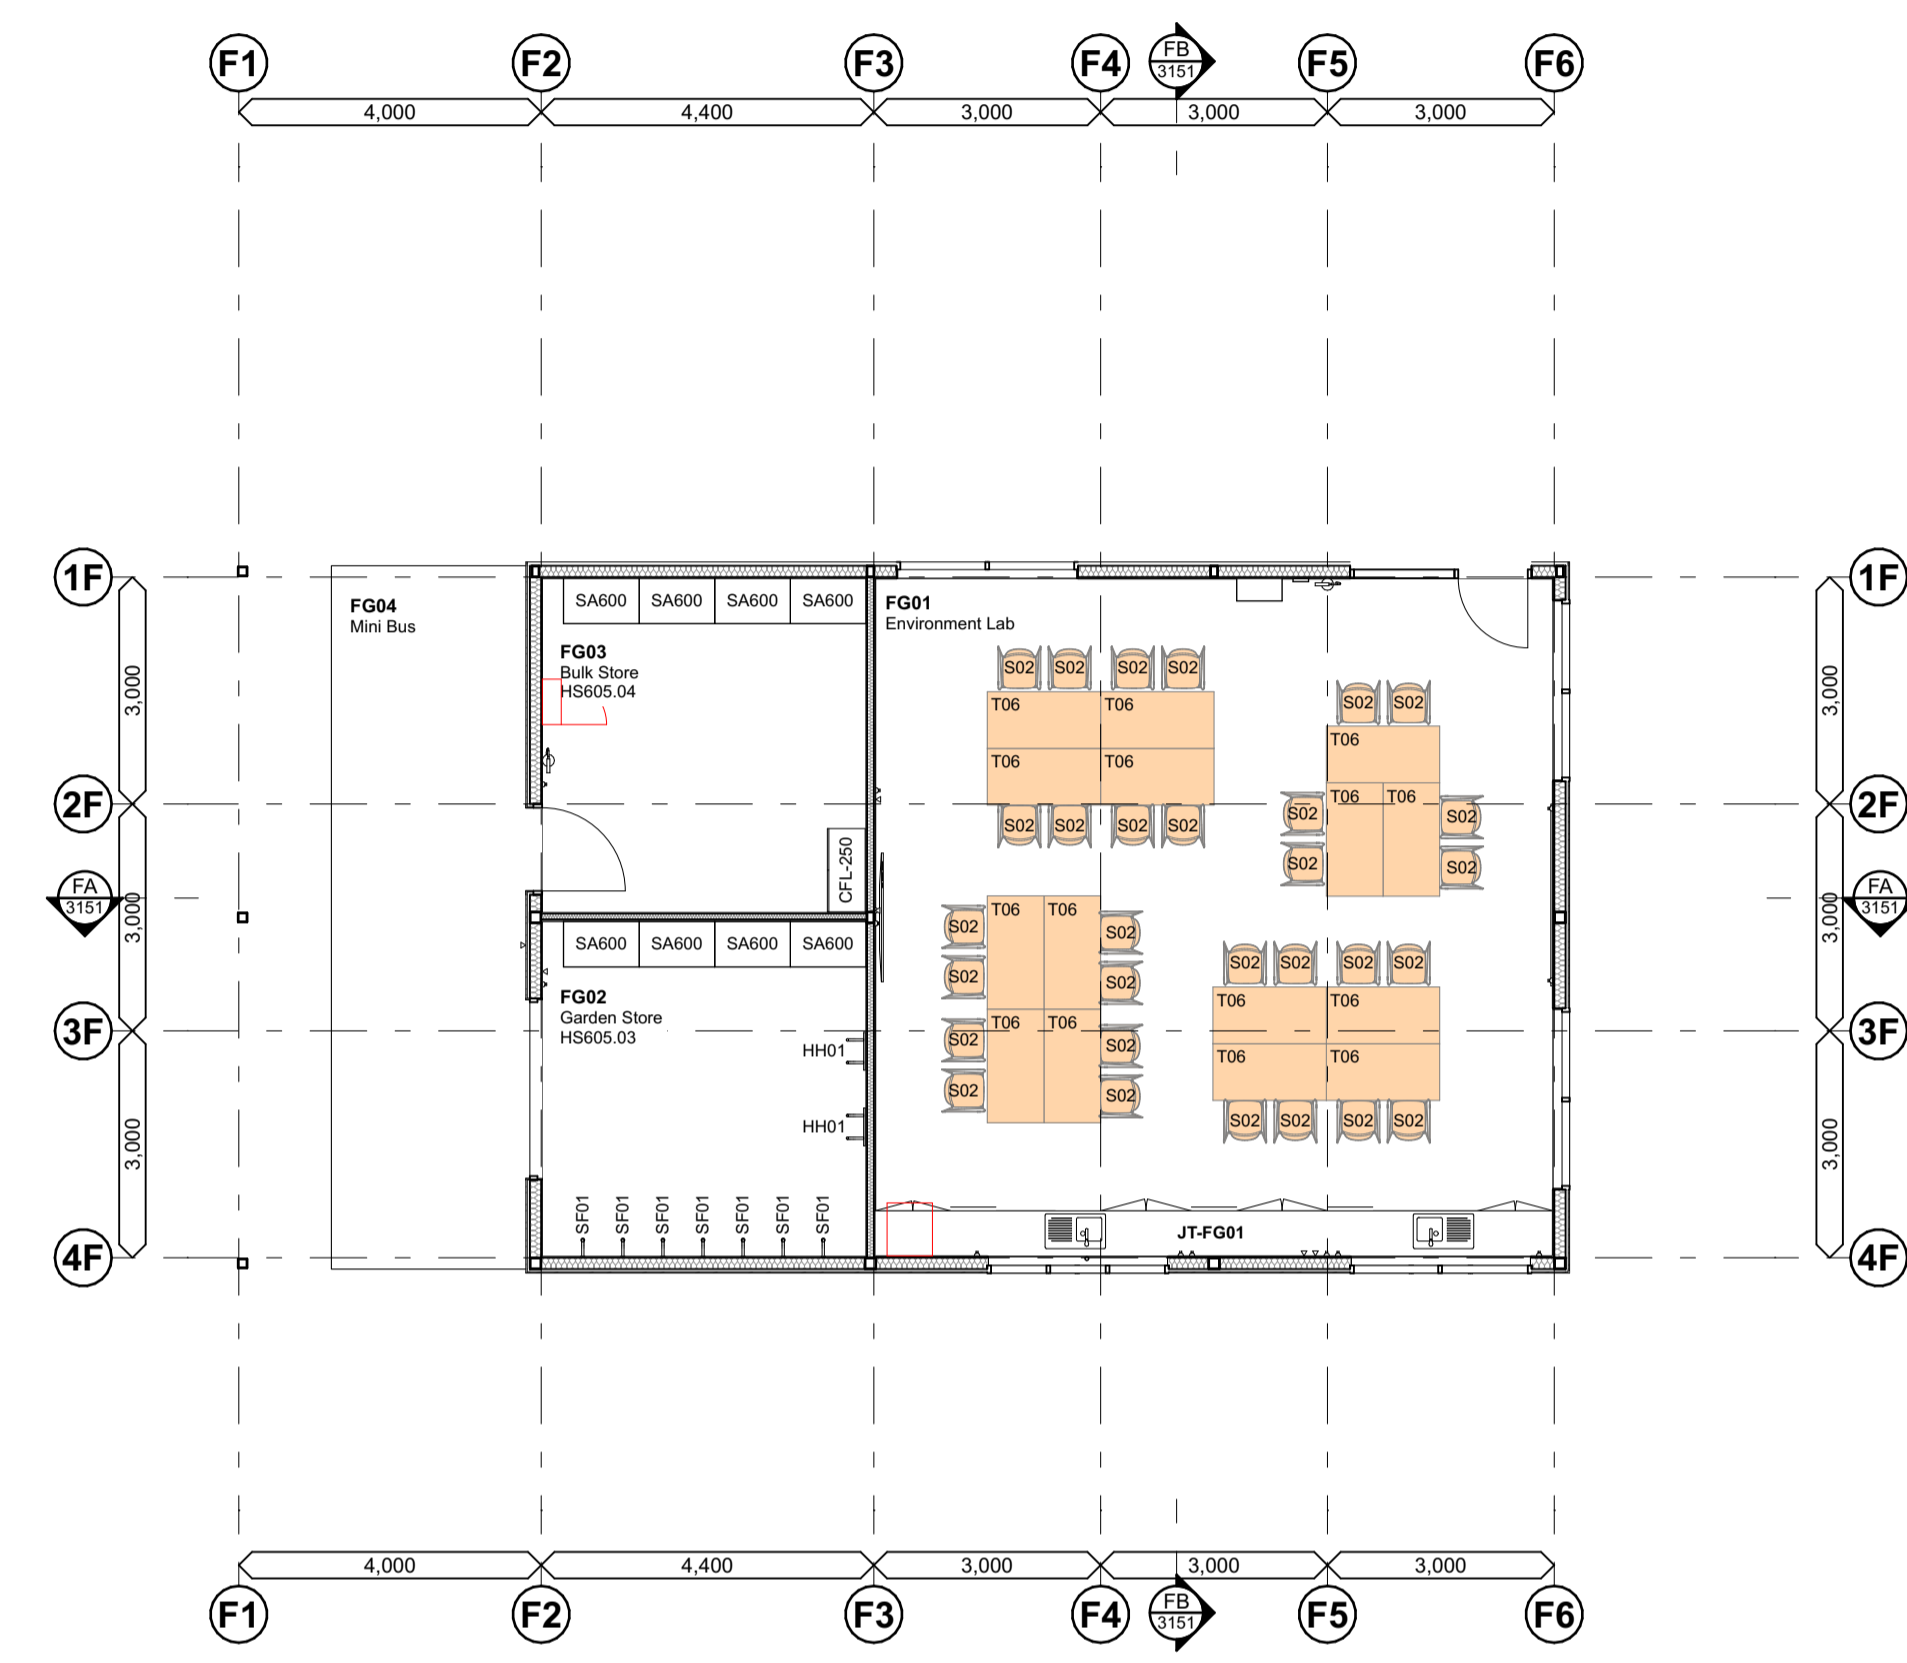 F1 F2 F3 F4 FB F5 F6
3151
4,000 4,400 3,000 3,000 3,000
1F 1F
SA600 SA600 SA600 SA600
FG04
Mini Bus
FG01
Environment Lab
FG03
Bulk Store
HS605.04
S02 S02 S02 S02
3,000 3,000
S02 S02
T06 T06
T06
T06 T06
T06 T06
2F 2F
S02 S02
S02 S02 S02 S02
CFL-250
S02 S02
FA FA
3151 3151
3,000 3,000
T06 T06
S02 S02
SA600 SA600 SA600 SA600
S02 S02 S02 S02
S02 S02
FG02
Garden Store
HS605.03
T06 T06
T06 T06
3F 3F
S02 S02
HH01
T06 T06
S02 S02
HH01
S02 S02 S02 S02
3,000 3,000
SF01 SF01 SF01 SF01 SF01 SF01 SF01
JT-FG01
4F 4F
4,000 4,400 3,000 3,000 3,000
F1 F2 F3 F4 FB F5 F6
3151